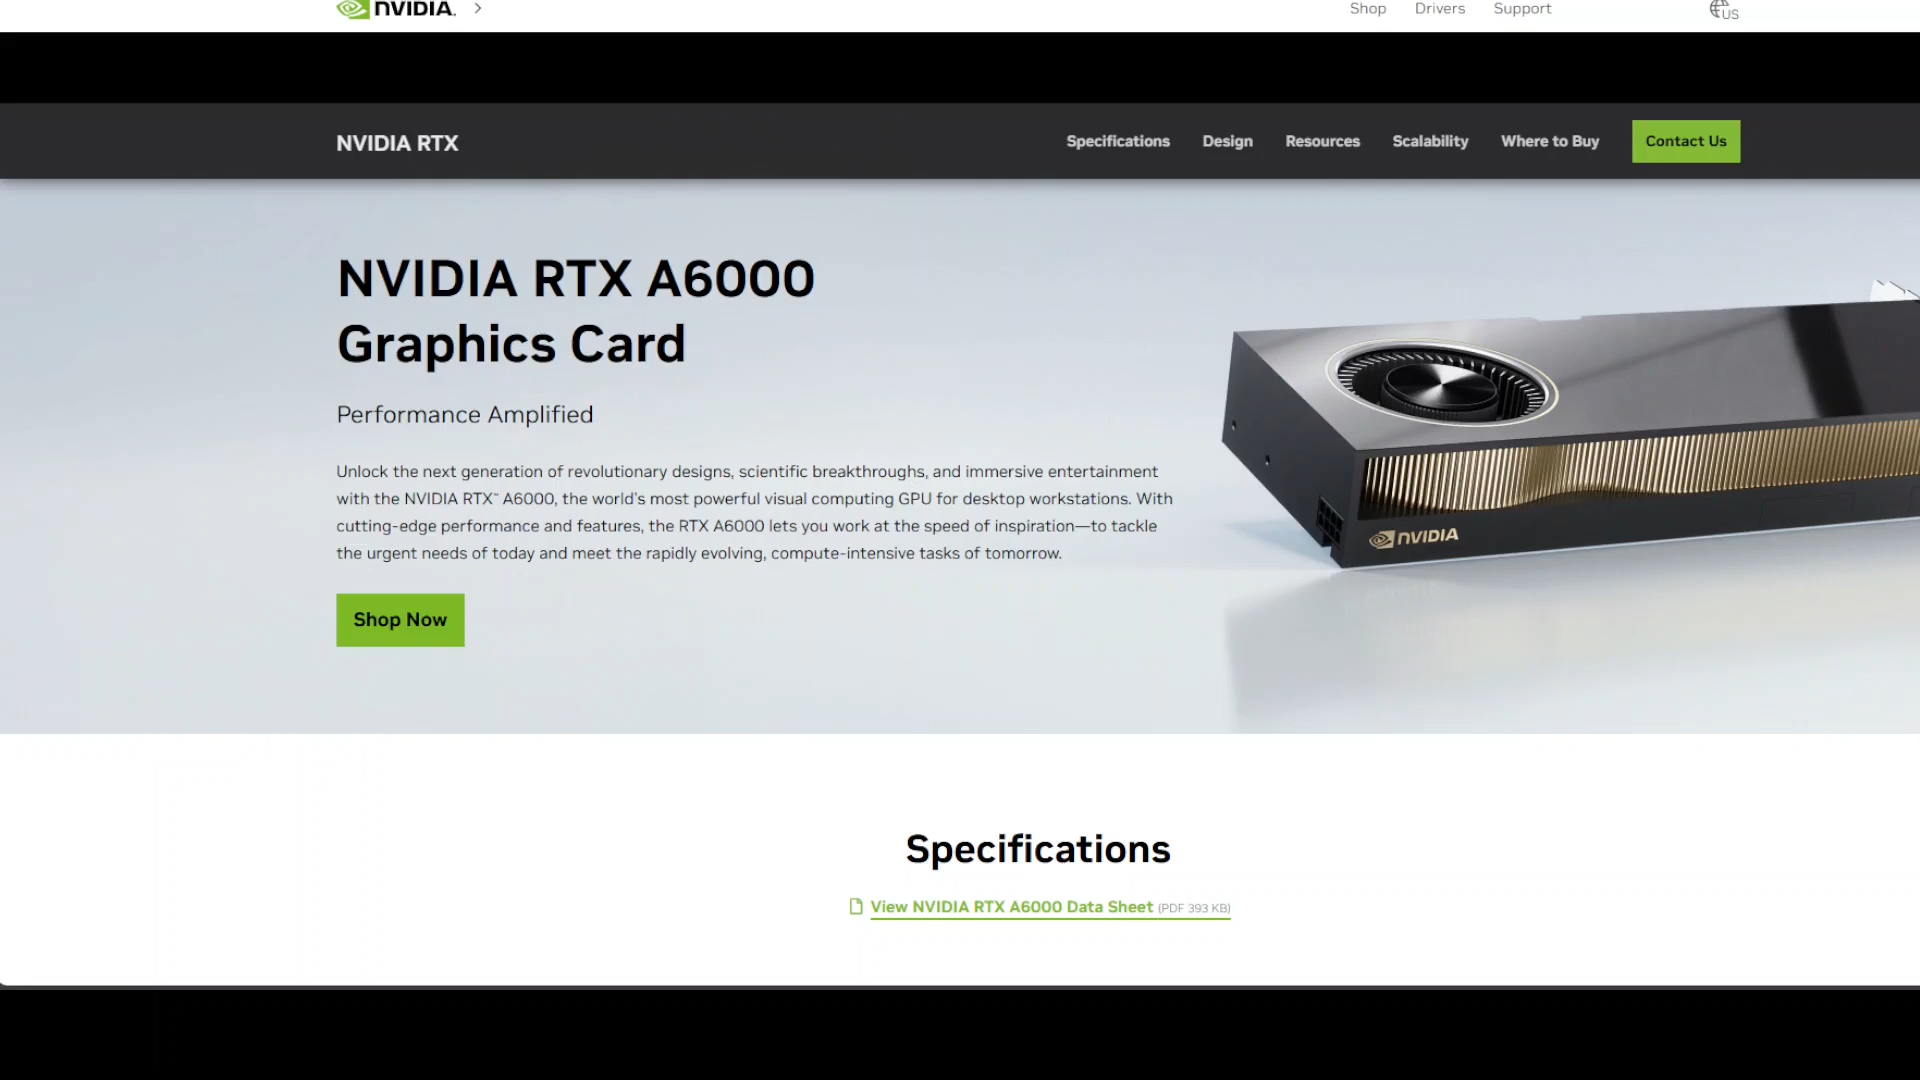 NVIDIA.
Shop Drivers Support US
NVIDIA RTX
Specifications Design Resources Scalability Where to Buy Contact Us
NVIDIA RTX A6000
Graphics Card
Performance Amplified
Unlock the next generation of revolutionary designs, scientific breakthroughs, and immersive entertainment
with the NVIDIA RTX™ A6000, the world's most powerful visual computing GPU for desktop workstations. With
cutting-edge performance and features, the RTX A6000 lets you work at the speed of inspiration—to tackle
the urgent needs of today and meet the rapidly evolving, compute-intensive tasks of tomorrow.
Shop Now
NVIDIA
Specifications
View NVIDIA RTX A6000 Data Sheet (PDF 393 KB)